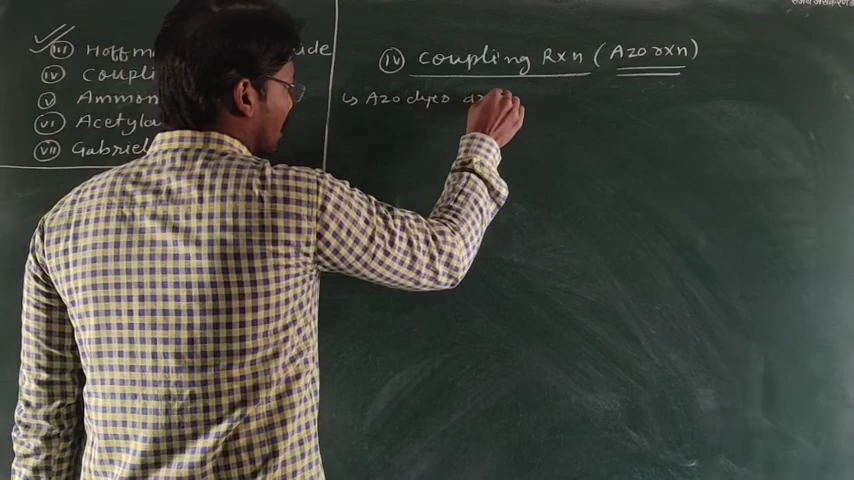 (iii) Hoffm
(iv) Coupli
(v) Ammon
(vi) Acetyla
(vii) Gabriel
(iv) Coupling Rxn (Azo rxn)
↳ Azo dyes